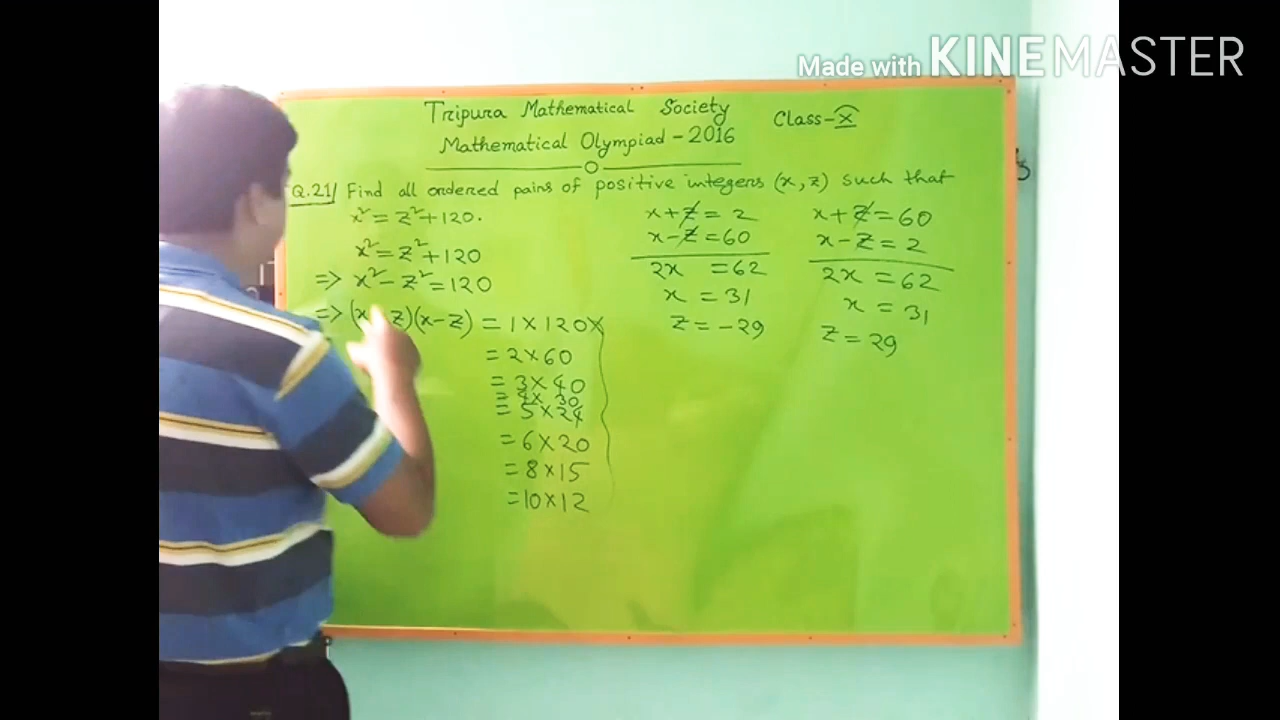 Made with KINEMASTER
Tripura Mathematical Society
Mathematical Olympiad - 2016
Class-X
Q.21/ Find all ordered pairs of positive integers (x, z) such that
x² = z² + 120.
x² = z² + 120
=> x² - z² = 120
=> (x z)(x - z) = 1 × 120 ×
= 2 × 60
= 3 × 40
= 4 × 30
= 5 × 24
= 6 × 20
= 8 × 15
= 10 × 12
x + z = 2
x - z = 60
2x = 62
x = 31
z = -29
x + z = 60
x - z = 2
2x = 62
x = 31
z = 29